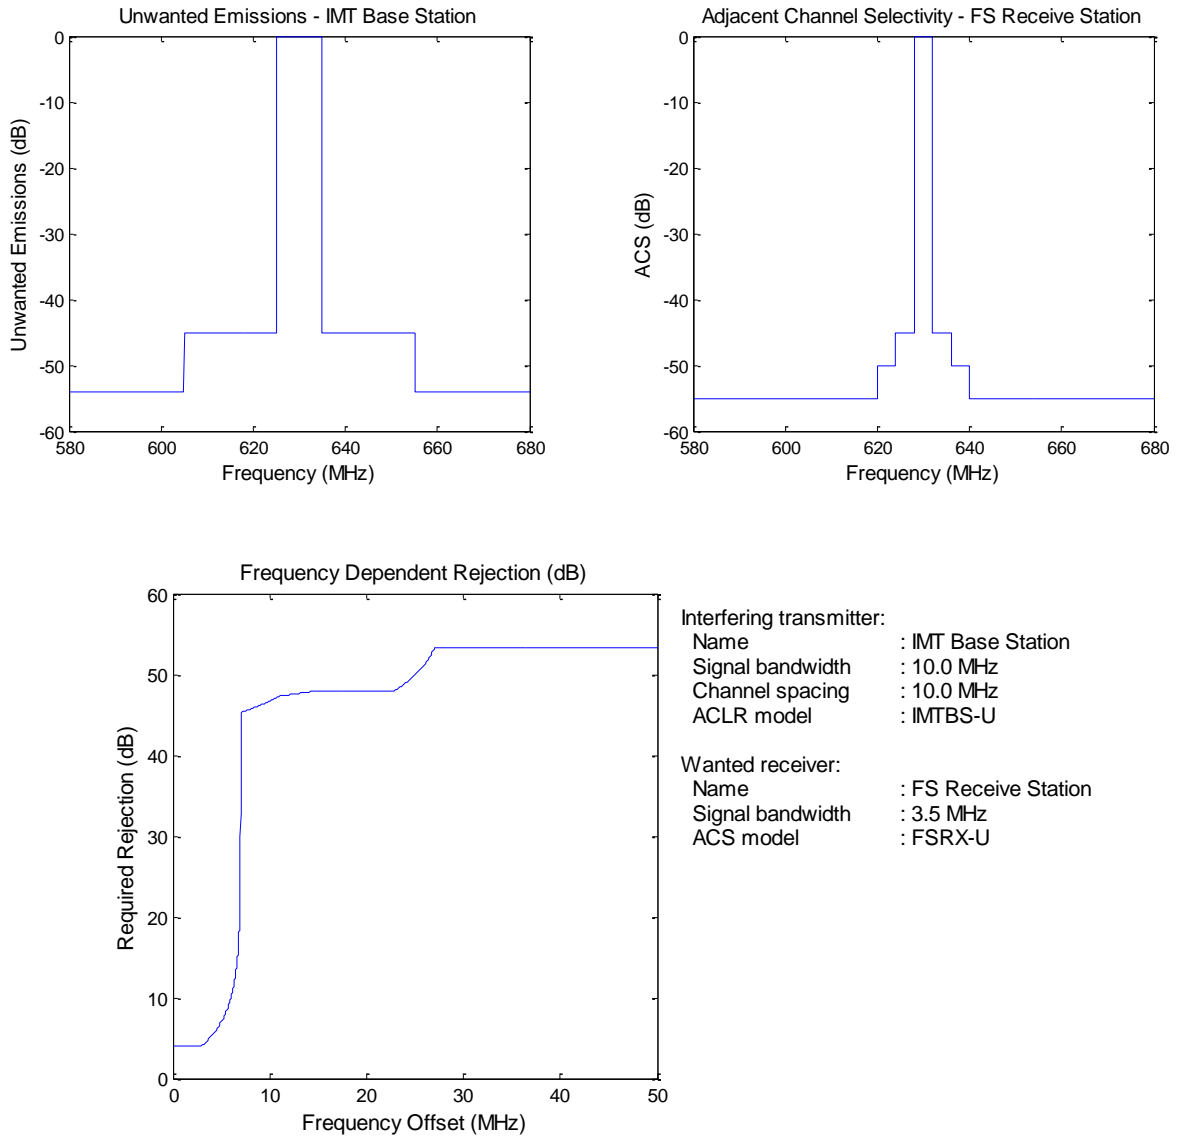 Unwanted Emissions - IMT Base Station
0
-10
-20
-30
-40
-50
-60
Unwanted Emissions (dB)
580
600
620
640
660
680
Frequency (MHz)
Adjacent Channel Selectivity - FS Receive Station
0
-10
-20
-30
-40
-50
-60
ACS (dB)
580
600
620
640
660
680
Frequency (MHz)
Frequency Dependent Rejection (dB)
60
50
40
30
20
10
0
Required Rejection (dB)
0
10
20
30
40
50
Frequency Offset (MHz)
Interfering transmitter:
Name : IMT Base Station
Signal bandwidth : 10.0 MHz
Channel spacing : 10.0 MHz
ACLR model : IMTBS-U
Wanted receiver:
Name : FS Receive Station
Signal bandwidth : 3.5 MHz
ACS model : FSRX-U